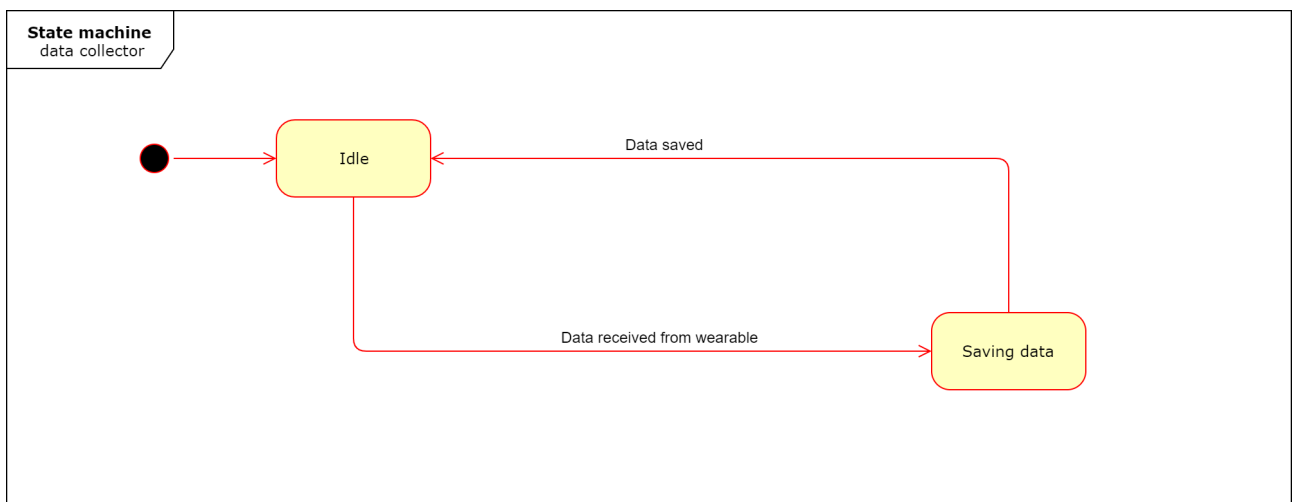 State machine
data collector
Idle
Data saved
Data received from wearable
Saving data